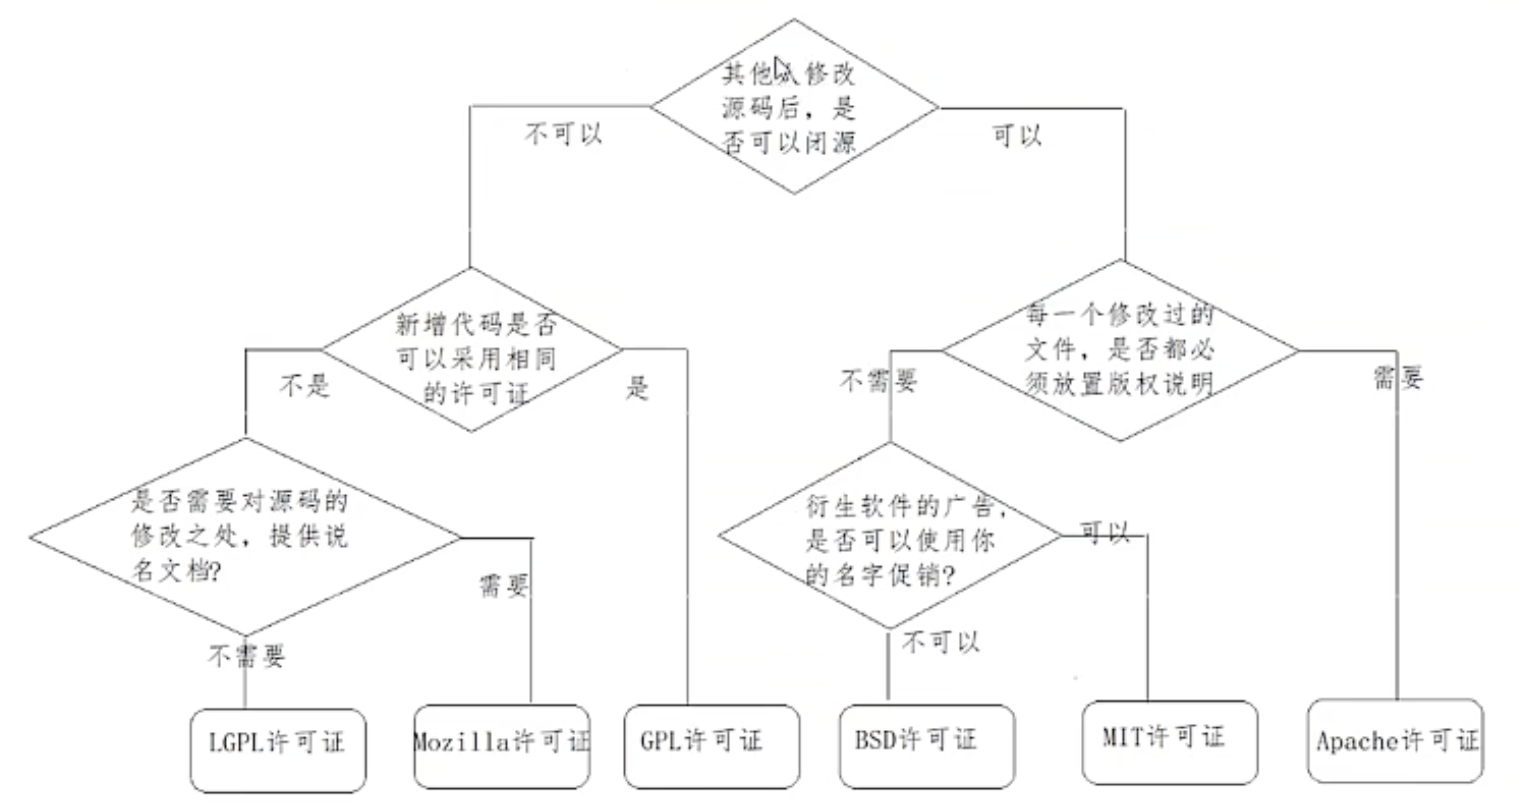 其他人修改
源码后，是
否可以闭源
不可以
可以
新增代码是否
可以采用相同
的许可证
不是
是
每一个修改过的
文件，是否都必
须放置版权说明
不需要
需要
是否需要对源码的
修改之处，提供说
名文档?
需要
不需要
衍生软件的广告，
是否可以使用你
的名字促销?
可以
不可以
LGPL许可证
Mozilla许可证
GPL许可证
BSD许可证
MIT许可证
Apache许可证